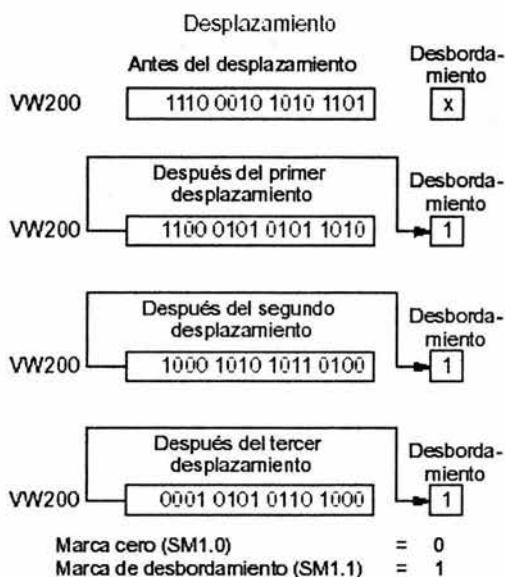 Desplazamiento
Antes del desplazamiento
Desborda-
miento
VW200 1110 0010 1010 1101 x
Después del primer
desplazamiento
Desborda-
miento
VW200 1100 0101 0101 1010 1
Después del segundo
desplazamiento
Desborda-
miento
VW200 1000 1010 1011 0100 1
Después del tercer
desplazamiento
Desborda-
miento
VW200 0001 0101 0110 1000 1
Marca cero (SM1.0) = 0
Marca de desbordamiento (SM1.1) = 1